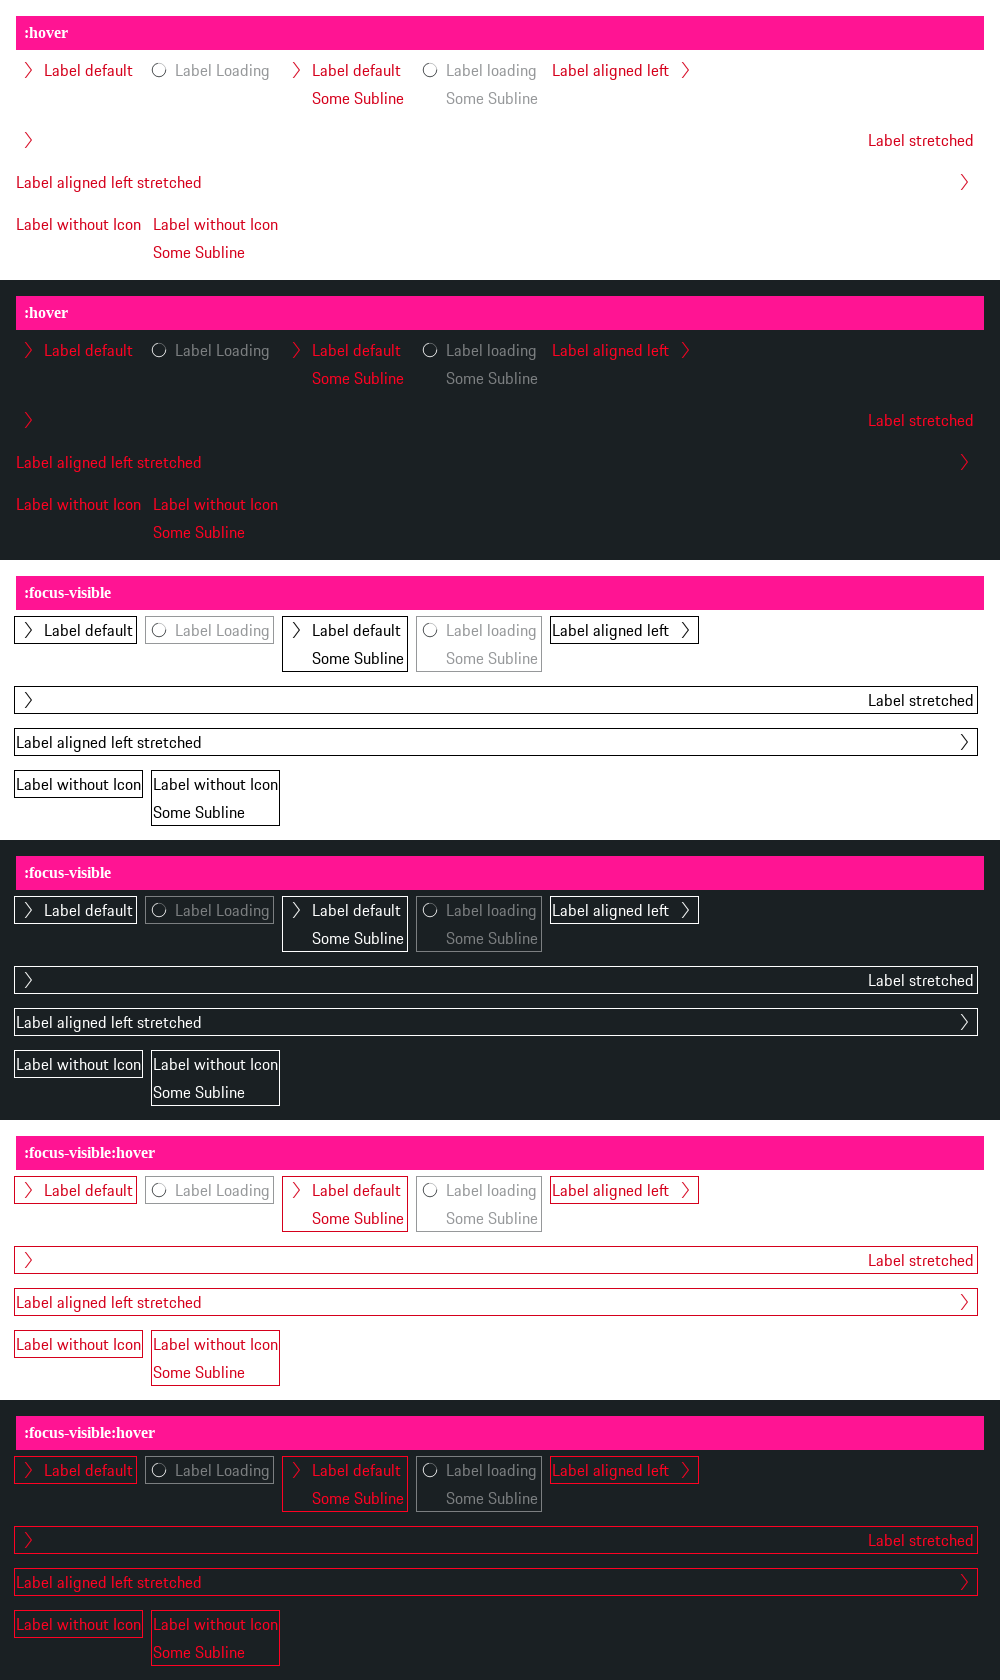 :hover
Label default Label Loading Label default Label loading Label aligned left
Some Subline Some Subline
Label stretched
Label aligned left stretched
Label without Icon Label without Icon
Some Subline
:hover
Label default Label Loading Label default Label loading Label aligned left
Some Subline Some Subline
Label stretched
Label aligned left stretched
Label without Icon Label without Icon
Some Subline
:focus-visible
Label default Label Loading Label default Label loading Label aligned left
Some Subline Some Subline
Label stretched
Label aligned left stretched
Label without Icon Label without Icon
Some Subline
:focus-visible
Label default Label Loading Label default Label loading Label aligned left
Some Subline Some Subline
Label stretched
Label aligned left stretched
Label without Icon Label without Icon
Some Subline
:focus-visible:hover
Label default Label Loading Label default Label loading Label aligned left
Some Subline Some Subline
Label stretched
Label aligned left stretched
Label without Icon Label without Icon
Some Subline
:focus-visible:hover
Label default Label Loading Label default Label loading Label aligned left
Some Subline Some Subline
Label stretched
Label aligned left stretched
Label without Icon Label without Icon
Some Subline